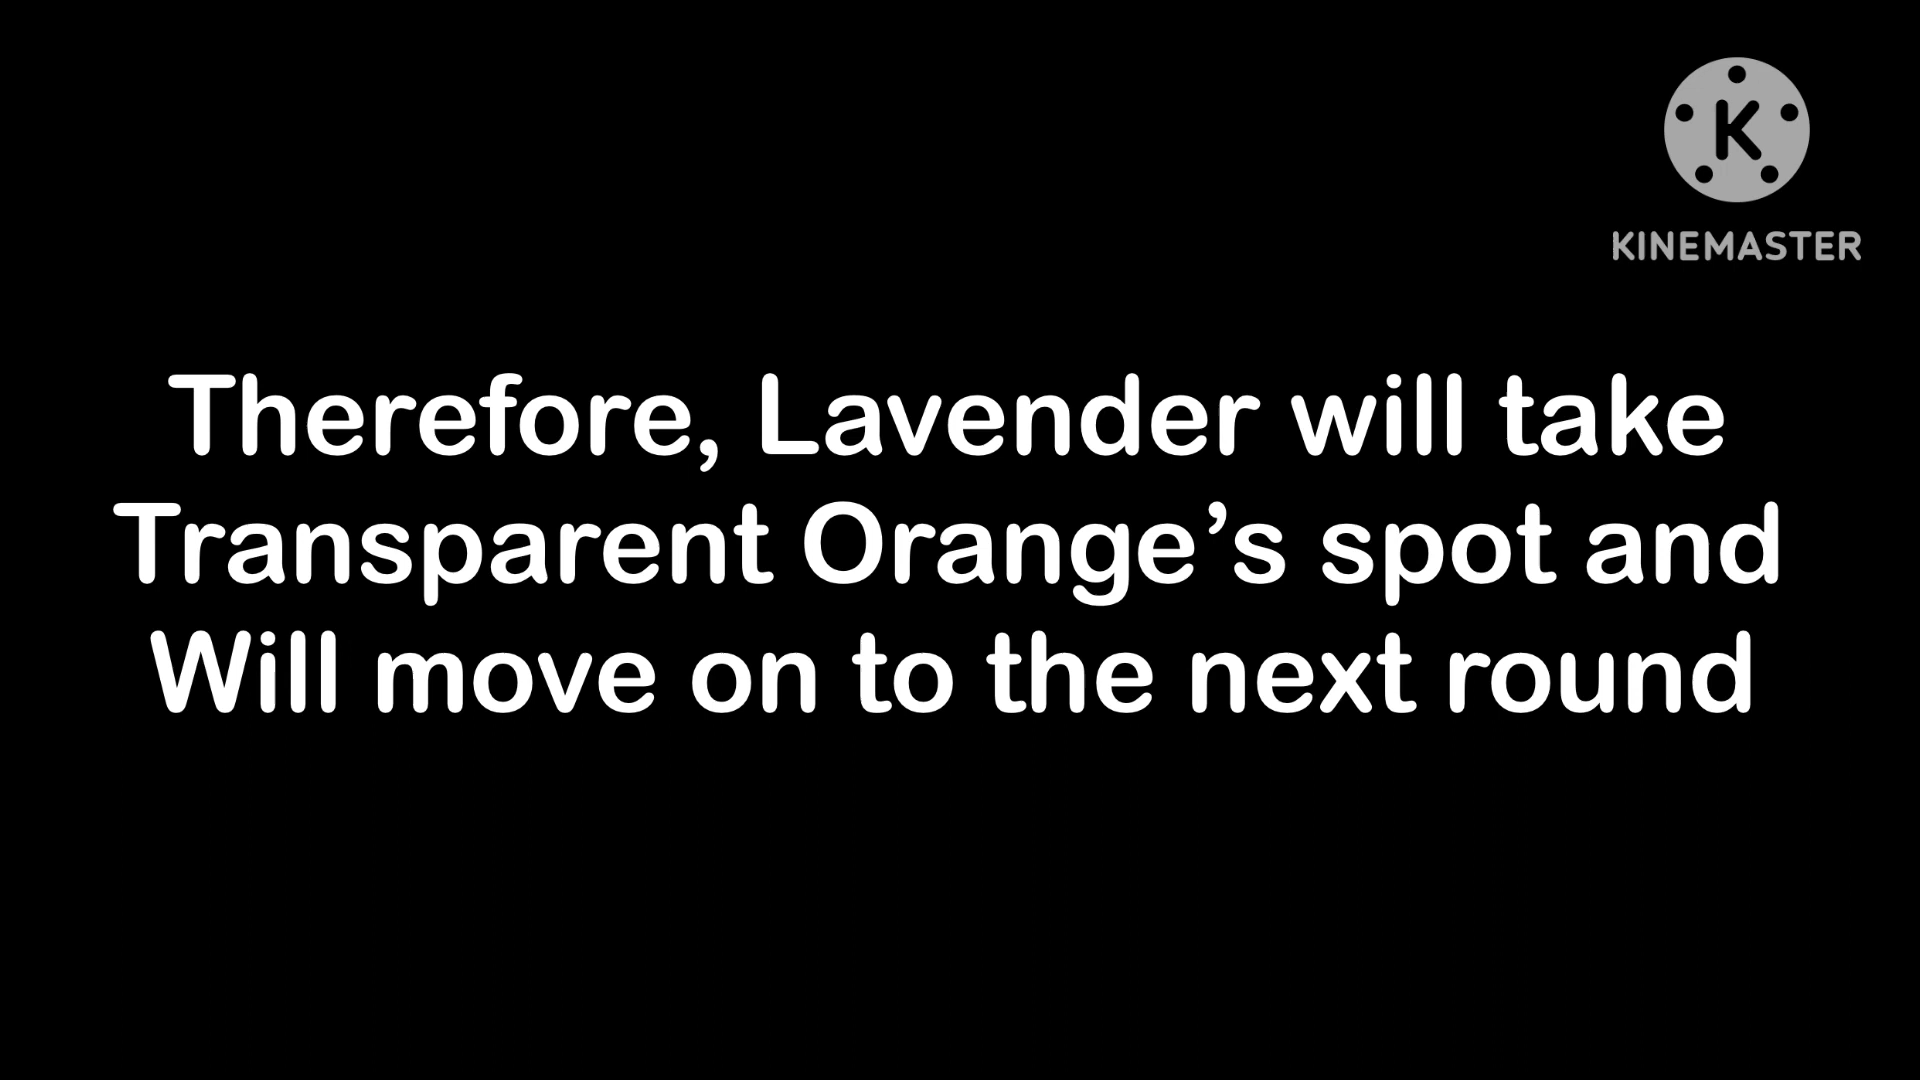 K
KINEMASTER
Therefore, Lavender will take
Transparent Orange’s spot and
Will move on to the next round